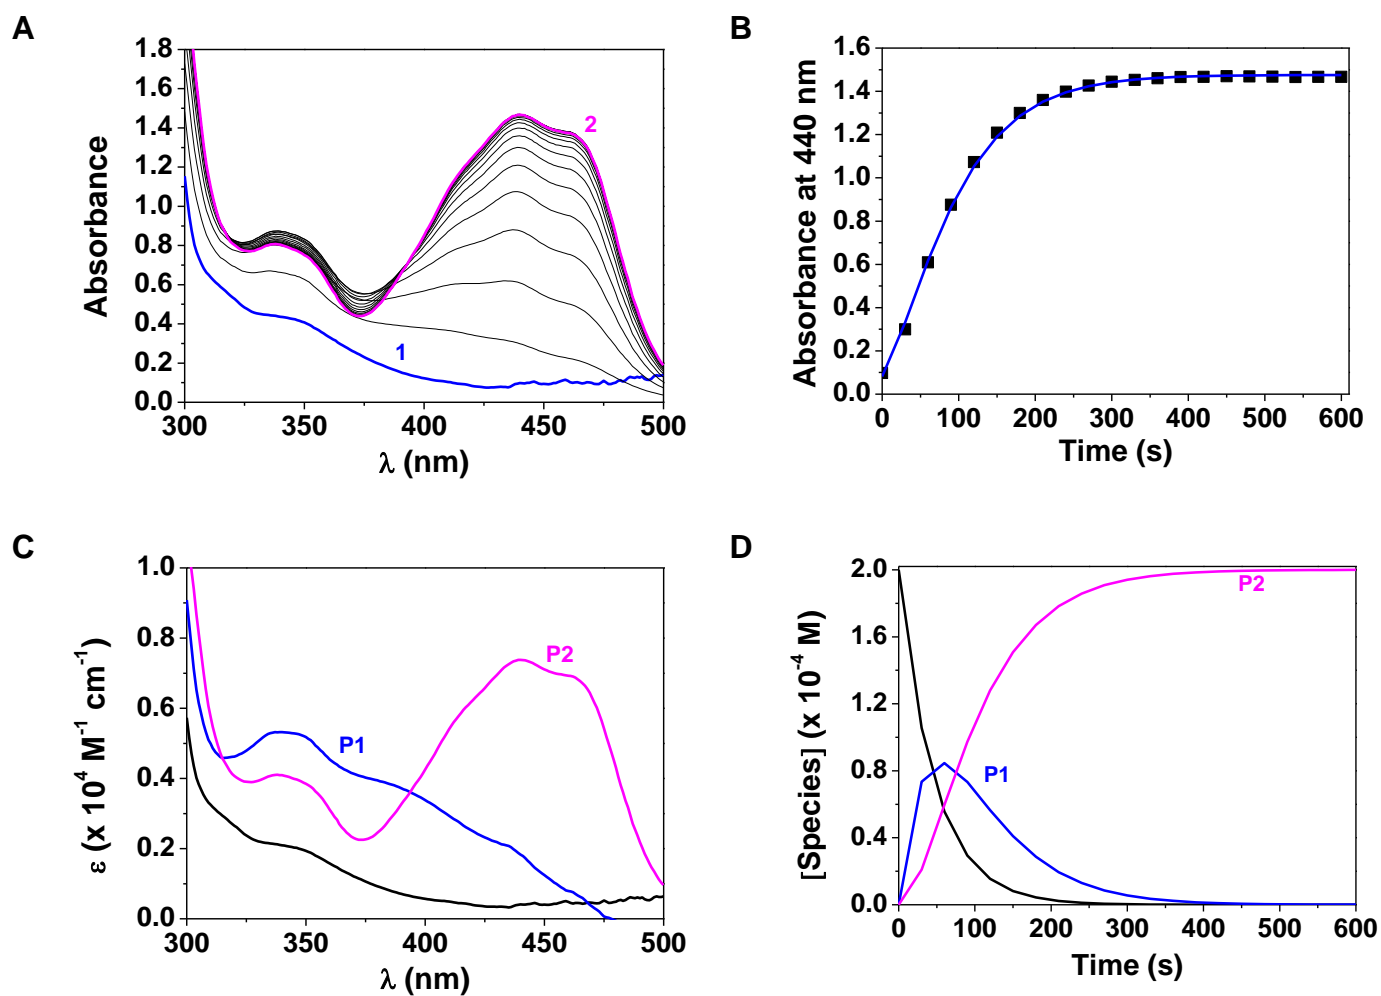 A
1.8
1.6
1.4
1.2
1.0
0.8
0.6
0.4
0.2
0.0
300 350 400 450 500
Absorbance
λ (nm)
1
2
B
1.6
1.4
1.2
1.0
0.8
0.6
0.4
0.2
0.0
0 100 200 300 400 500 600
Absorbance at 440 nm
Time (s)
C
1.0
0.8
0.6
0.4
0.2
0.0
300 350 400 450 500
ε (x 10⁴ M⁻¹ cm⁻¹)
λ (nm)
P1
P2
D
2.0
1.6
1.2
0.8
0.4
0.0
0 100 200 300 400 500 600
[Species] (x 10⁻⁴ M)
Time (s)
P2
P1